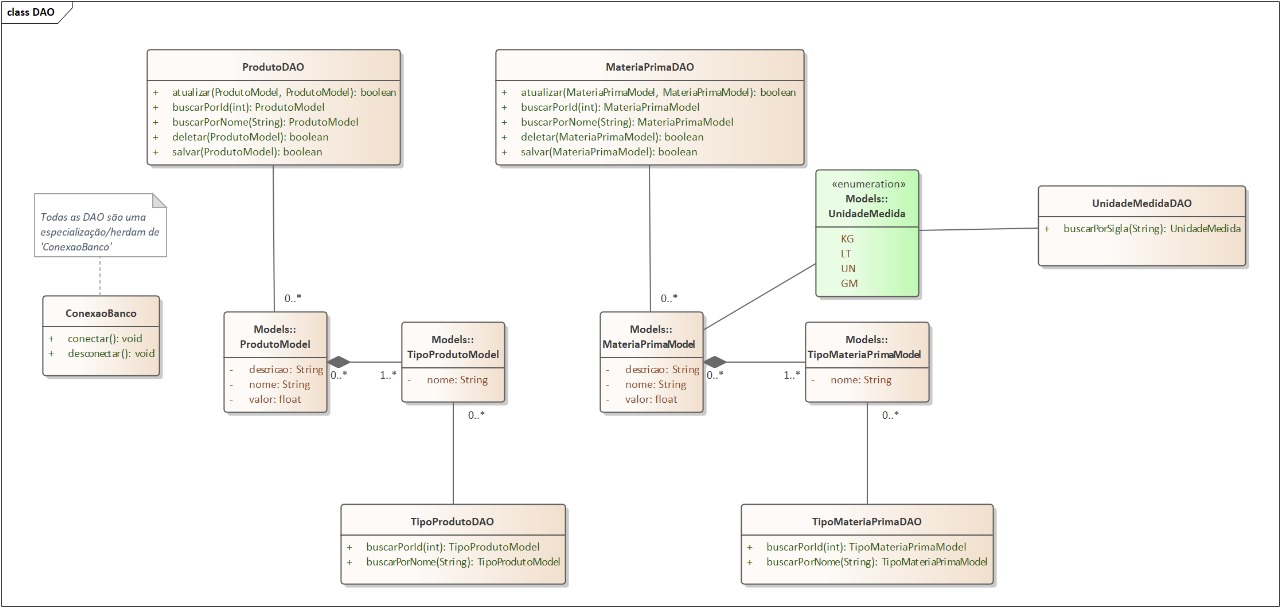 class DAO
ProdutoDAO
+ atualizar(ProdutoModel, ProdutoModel): boolean
+ buscarPorId(int): ProdutoModel
+ buscarPorNome(String): ProdutoModel
+ deletar(ProdutoModel): boolean
+ salvar(ProdutoModel): boolean
MateriaPrimaDAO
+ atualizar(MateriaPrimaModel, MateriaPrimaModel): boolean
+ buscarPorId(int): MateriaPrimaModel
+ buscarPorNome(String): MateriaPrimaModel
+ deletar(MateriaPrimaModel): boolean
+ salvar(MateriaPrimaModel): boolean
«enumeration»
Models::
UnidadeMedida
KG
LT
UN
GM
UnidadeMedidaDAO
+ buscarPorSigla(String): UnidadeMedida
Todas as DAO são uma
especialização/herdam de
'ConexaoBanco'
ConexaoBanco
+ conectar(): void
+ desconectar(): void
0..*
Models::
ProdutoModel
- descricao: String
- nome: String
- valor: float
0..*
1..*
Models::
TipoProdutoModel
- nome: String
0..*
0..*
Models::
MateriaPrimaModel
- descricao: String
- nome: String
- valor: float
0..*
1..*
Models::
TipoMateriaPrimaModel
- nome: String
0..*
TipoProdutoDAO
+ buscarPorId(int): TipoProdutoModel
+ buscarPorNome(String): TipoProdutoModel
TipoMateriaPrimaDAO
+ buscarPorId(int): TipoMateriaPrimaModel
+ buscarPorNome(String): TipoMateriaPrimaModel